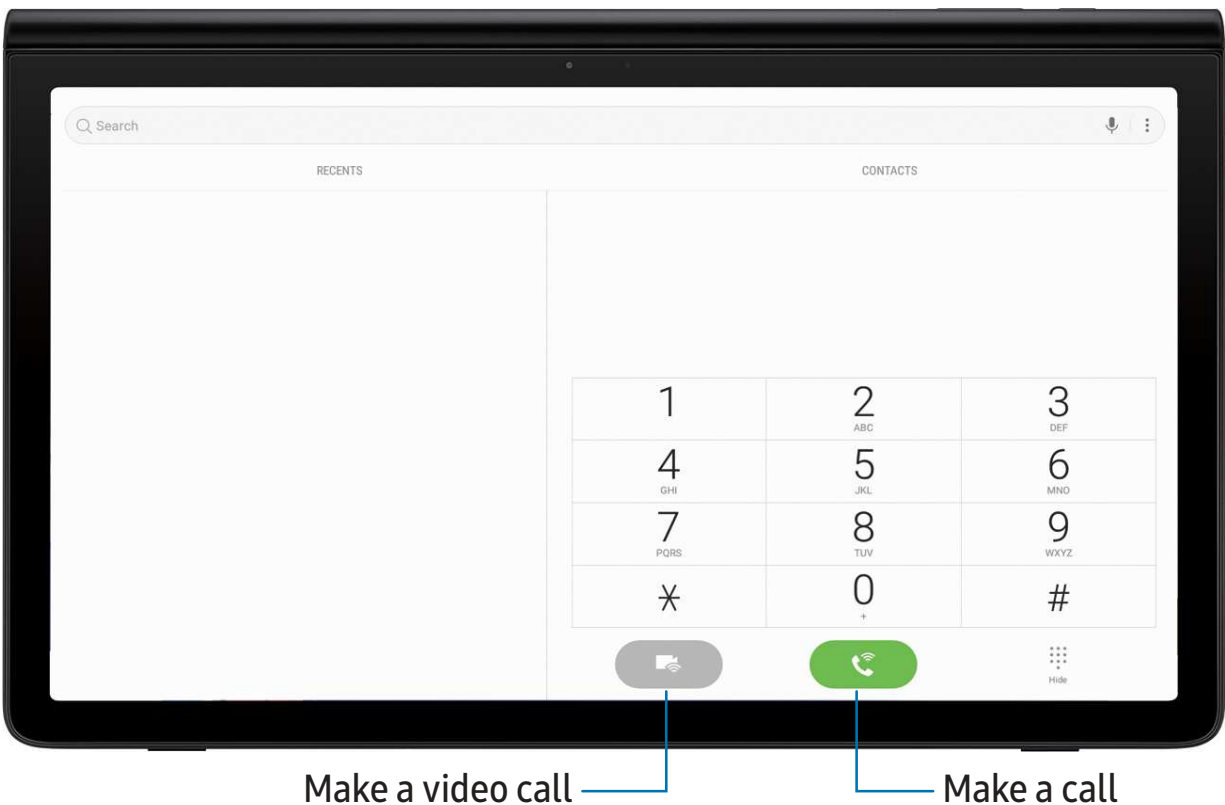 Search
RECENTS CONTACTS
1 2 3
ABC DEF
4 5 6
GHI JKL MNO
7 8 9
PQRS TUV WXYZ
* 0 #
+
Hide
Make a video call Make a call